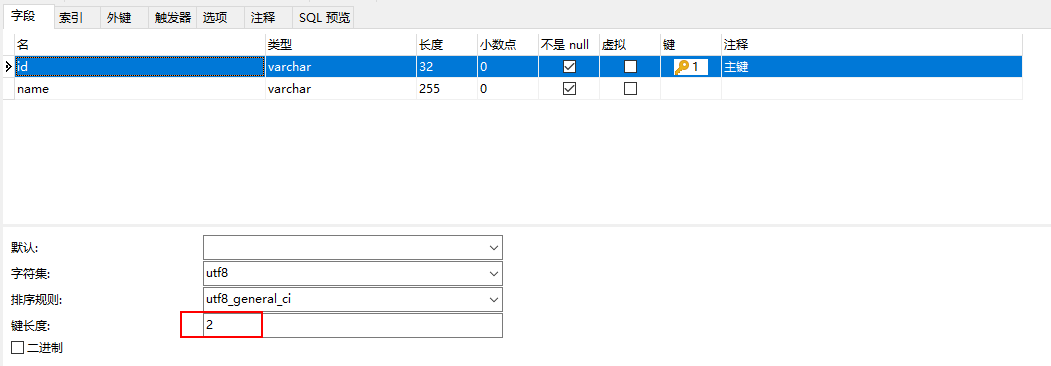 字段 索引 外键 触发器 选项 注释 SQL 预览
名 类型 长度 小数点 不是 null 虚拟 键 注释
id varchar 32 0 1 主键
name varchar 255 0
默认:
字符集: utf8
排序规则: utf8_general_ci
键长度: 2
二进制